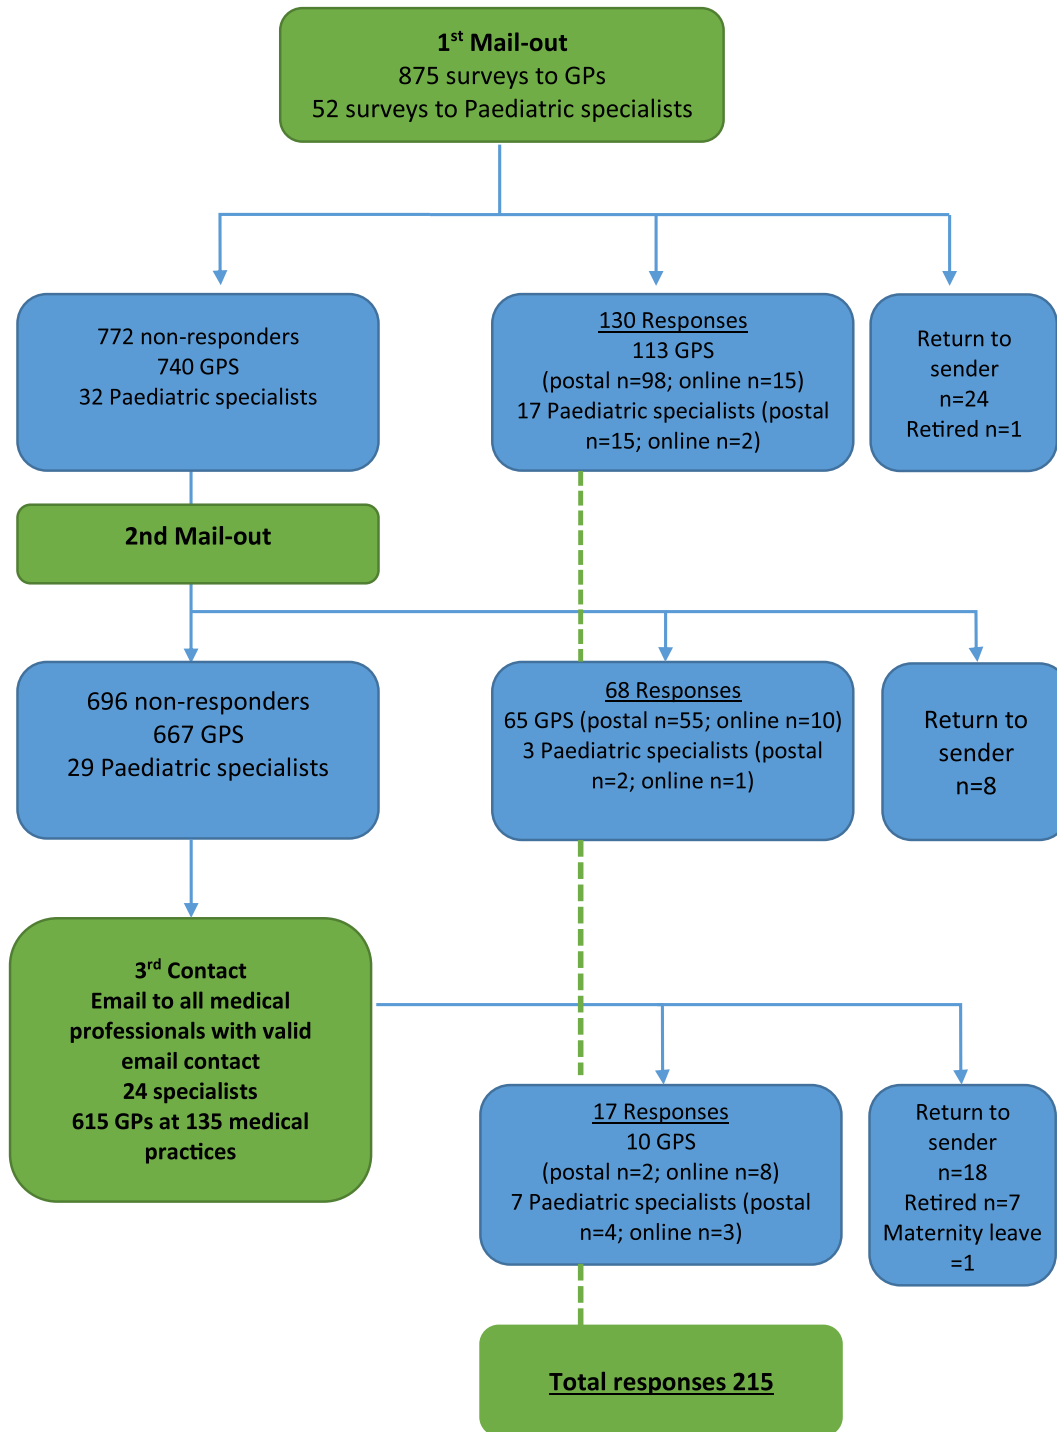 1st Mail-out
875 surveys to GPs
52 surveys to Paediatric specialists
772 non-responders
740 GPS
32 Paediatric specialists
130 Responses
113 GPS
(postal n=98; online n=15)
17 Paediatric specialists (postal
n=15; online n=2)
Return to
sender
n=24
Retired n=1
2nd Mail-out
696 non-responders
667 GPS
29 Paediatric specialists
68 Responses
65 GPS (postal n=55; online n=10)
3 Paediatric specialists (postal
n=2; online n=1)
Return to
sender
n=8
3rd Contact
Email to all medical
professionals with valid
email contact
24 specialists
615 GPs at 135 medical
practices
17 Responses
10 GPS
(postal n=2; online n=8)
7 Paediatric specialists (postal
n=4; online n=3)
Return to
sender
n=18
Retired n=7
Maternity leave
=1
Total responses 215